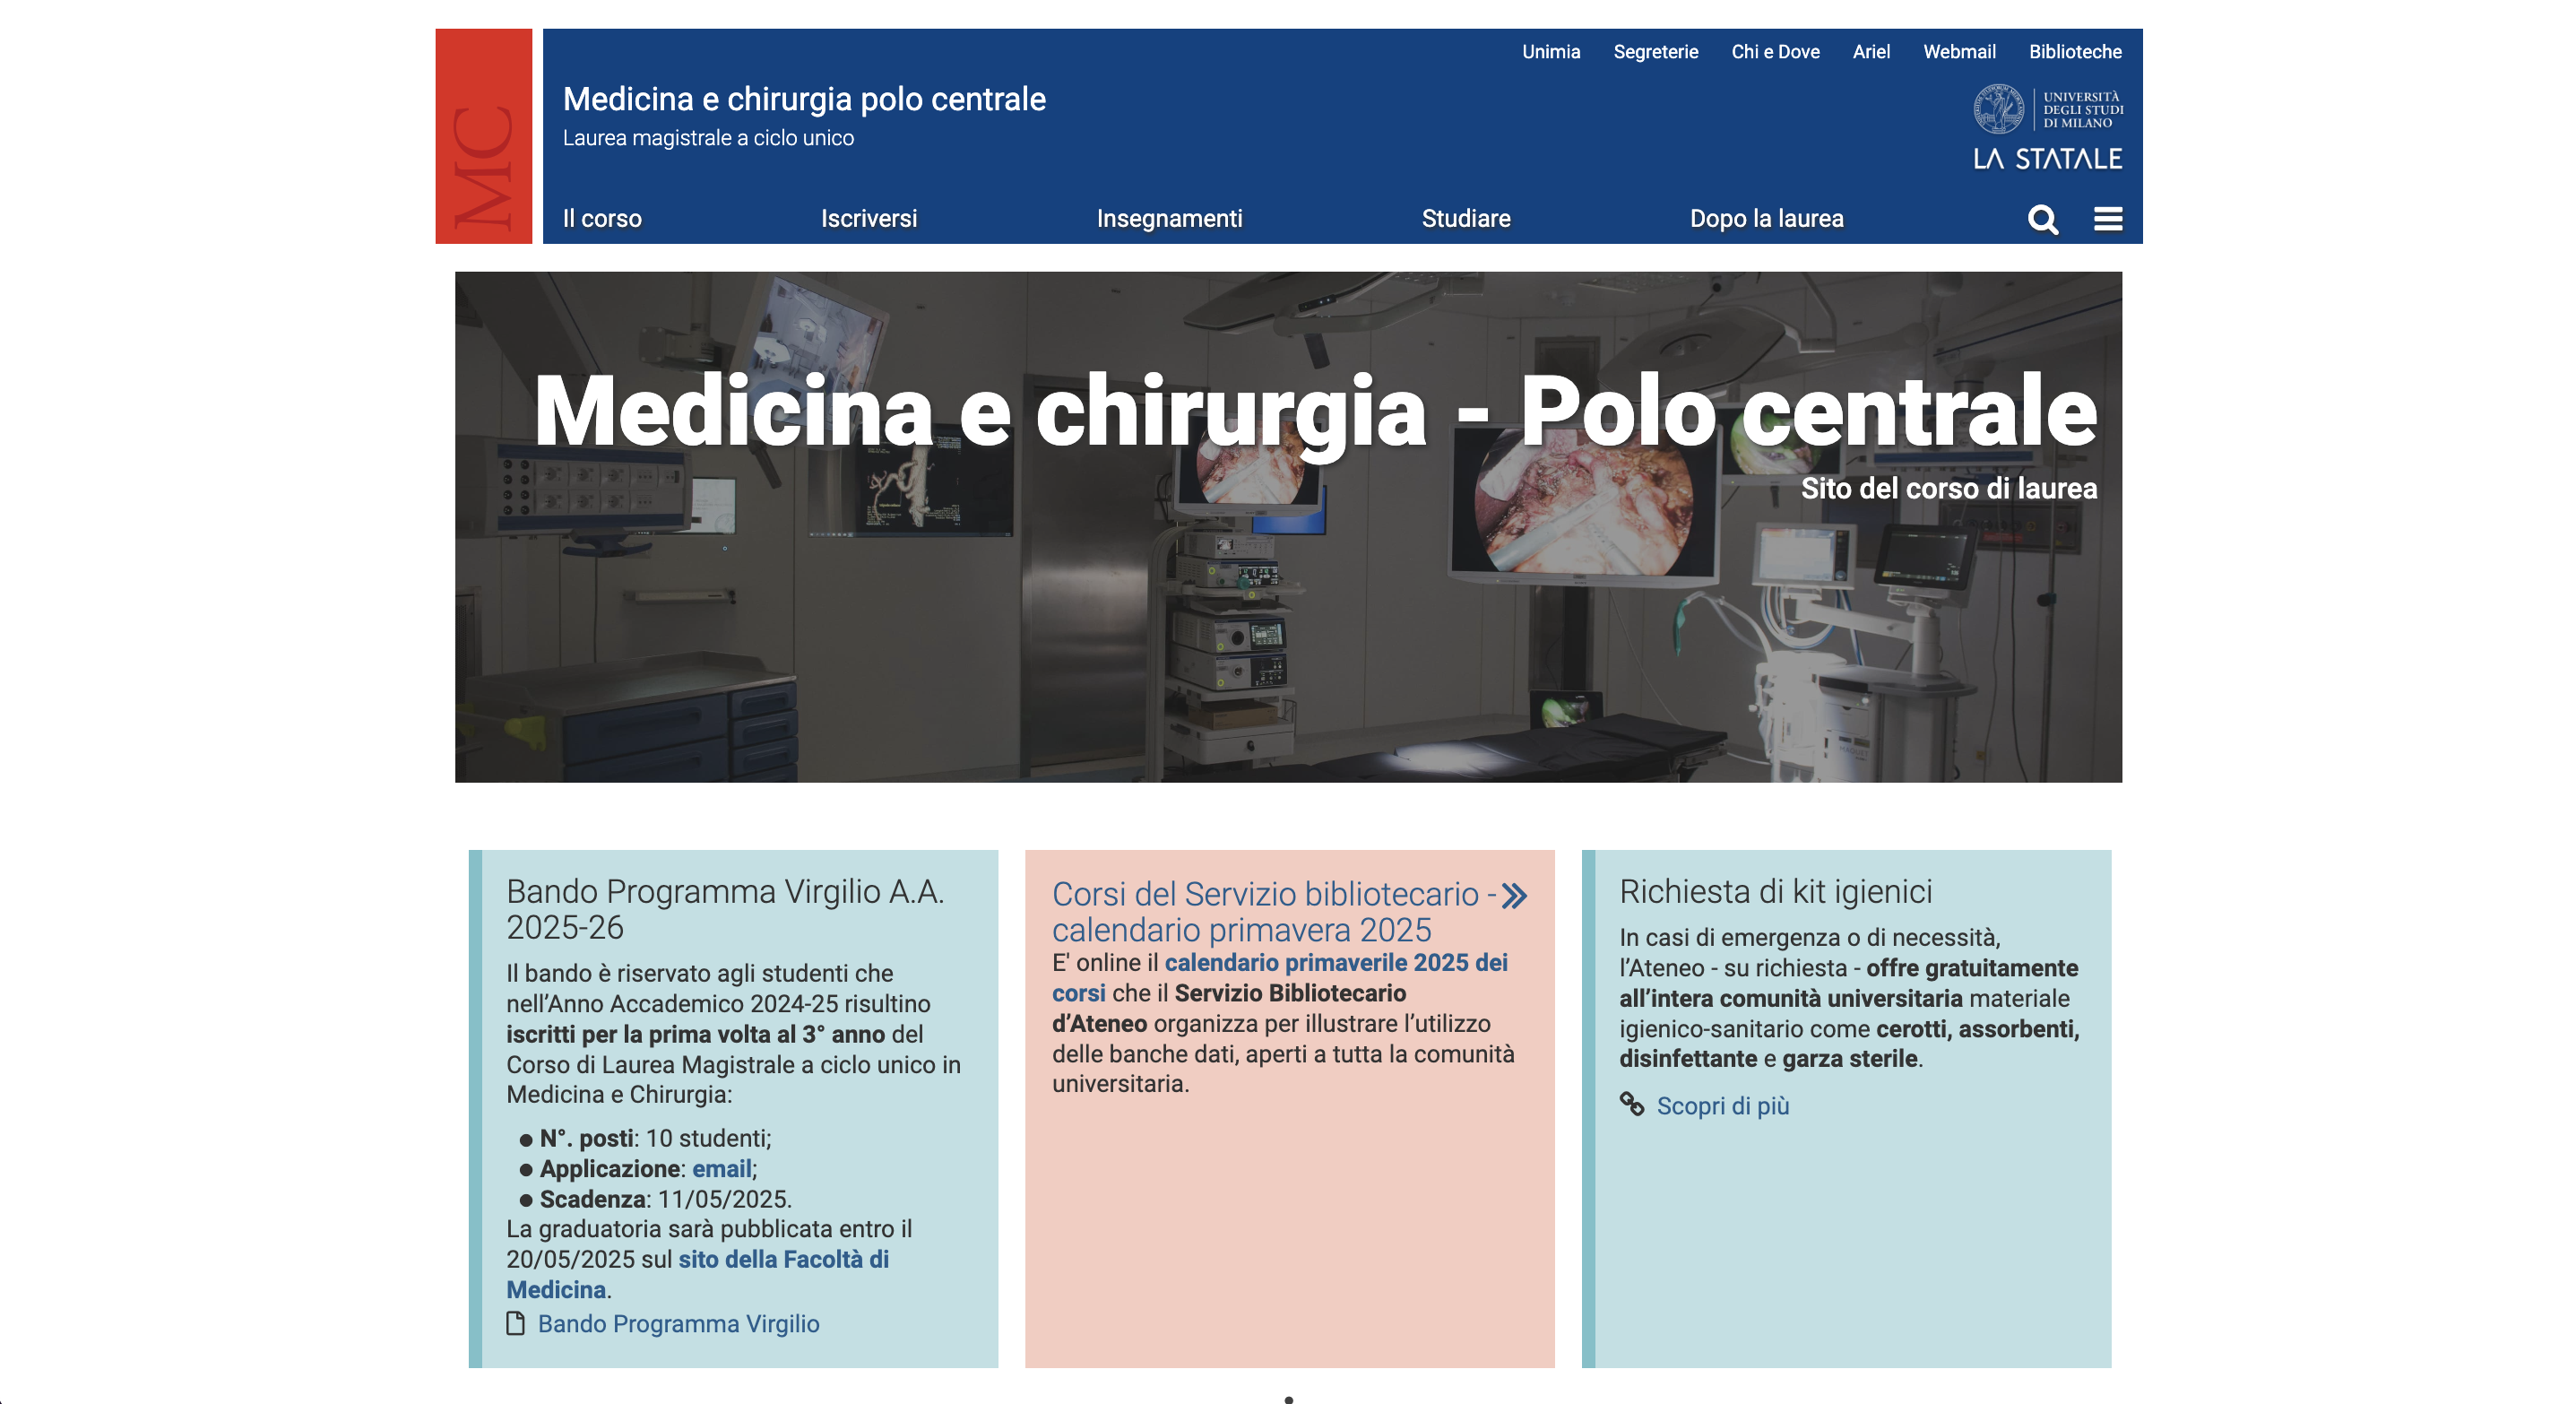 MC
Unimia Segreterie Chi e Dove Ariel Webmail Biblioteche
Medicina e chirurgia polo centrale
Laurea magistrale a ciclo unico
UNIVERSITÀ
DEGLI STUDI
DI MILANO
LA STATALE
Il corso Iscriversi Insegnamenti Studiare Dopo la laurea
Medicina e chirurgia - Polo centrale
Sito del corso di laurea
Bando Programma Virgilio A.A.
2025-26
Il bando è riservato agli studenti che
nell’Anno Accademico 2024-25 risultino
iscritti per la prima volta al 3° anno del
Corso di Laurea Magistrale a ciclo unico in
Medicina e Chirurgia:
● N°. posti: 10 studenti;
● Applicazione: email;
● Scadenza: 11/05/2025.
La graduatoria sarà pubblicata entro il
20/05/2025 sul sito della Facoltà di
Medicina.
Bando Programma Virgilio
Corsi del Servizio bibliotecario -
calendario primavera 2025
E' online il calendario primaverile 2025 dei
corsi che il Servizio Bibliotecario
d’Ateneo organizza per illustrare l’utilizzo
delle banche dati, aperti a tutta la comunità
universitaria.
Richiesta di kit igienici
In casi di emergenza o di necessità,
l’Ateneo - su richiesta - offre gratuitamente
all’intera comunità universitaria materiale
igienico-sanitario come cerotti, assorbenti,
disinfettante e garza sterile.
Scopri di più